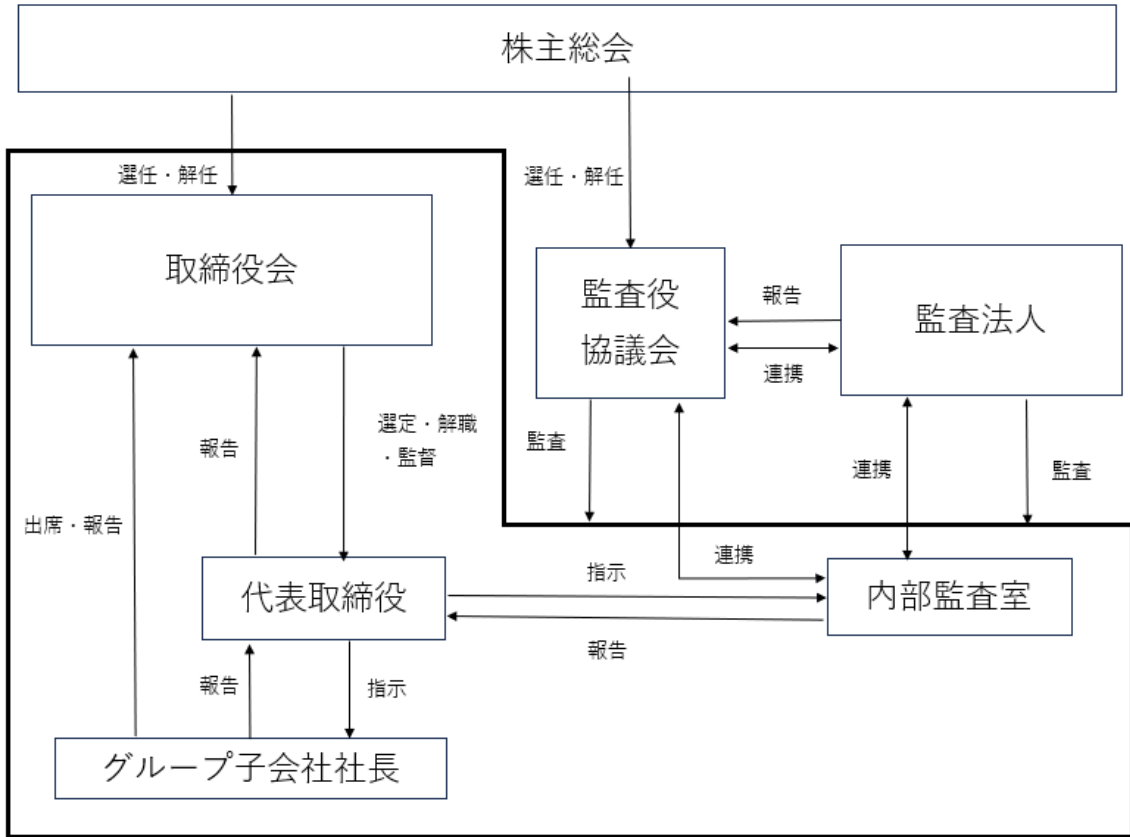 株主総会
選任・解任
選任・解任
取締役会
監査役
協議会
監査法人
報告
連携
選定・解職
・監督
報告
監査
連携
監査
出席・報告
代表取締役
指示
連携
報告
内部監査室
報告
指示
グループ子会社社長